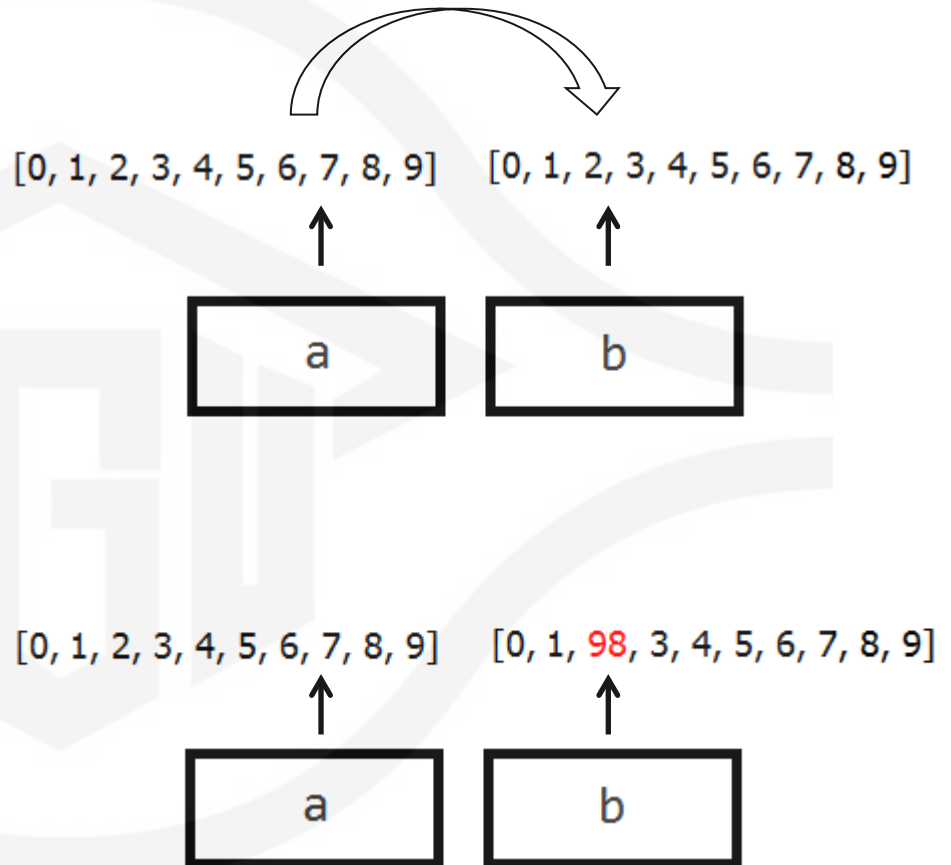 [0, 1, 2, 3, 4, 5, 6, 7, 8, 9] [0, 1, 2, 3, 4, 5, 6, 7, 8, 9]
a b
[0, 1, 2, 3, 4, 5, 6, 7, 8, 9] [0, 1, 98, 3, 4, 5, 6, 7, 8, 9]
a b